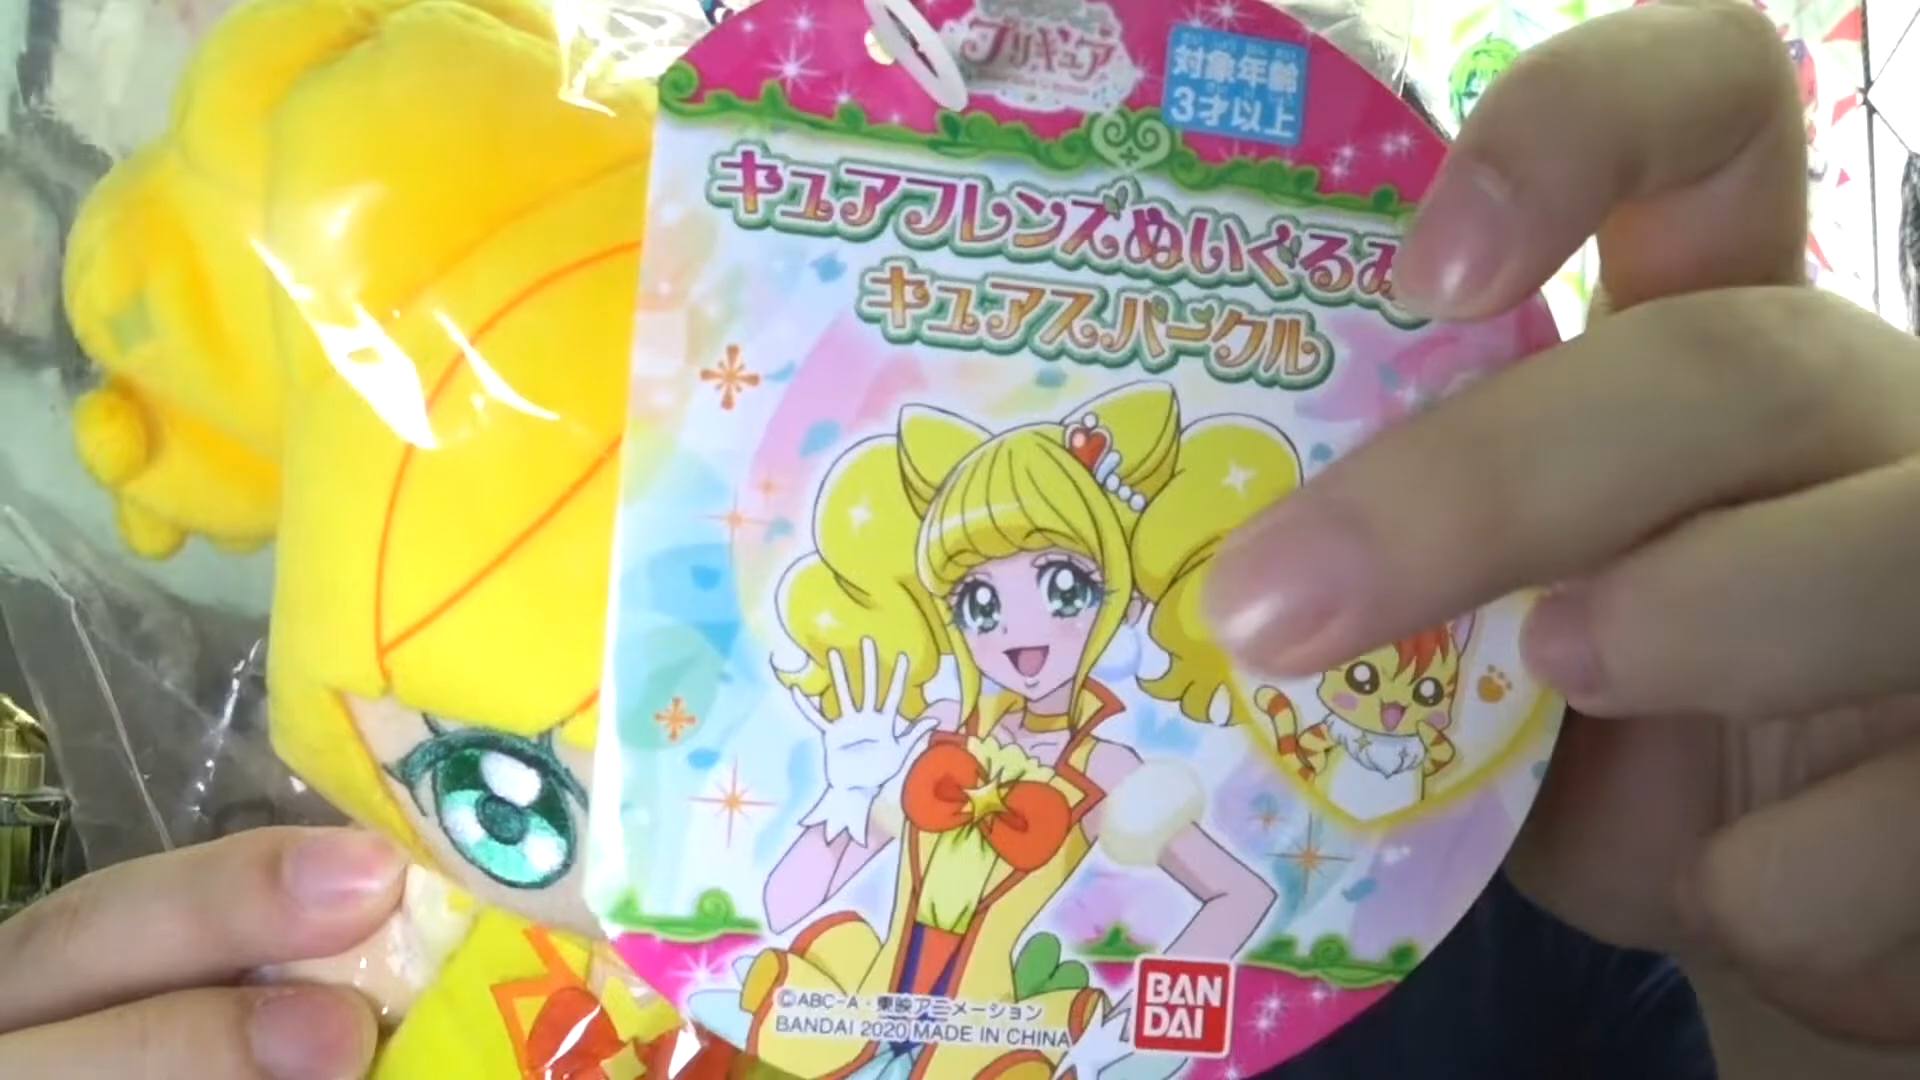 プリキュア
対象年齢
3才以上
キュアフレンズぬいぐるみ
キュアスパークル
©ABC-A・東映アニメーション
BANDAI 2020 MADE IN CHINA
BAN
DAI